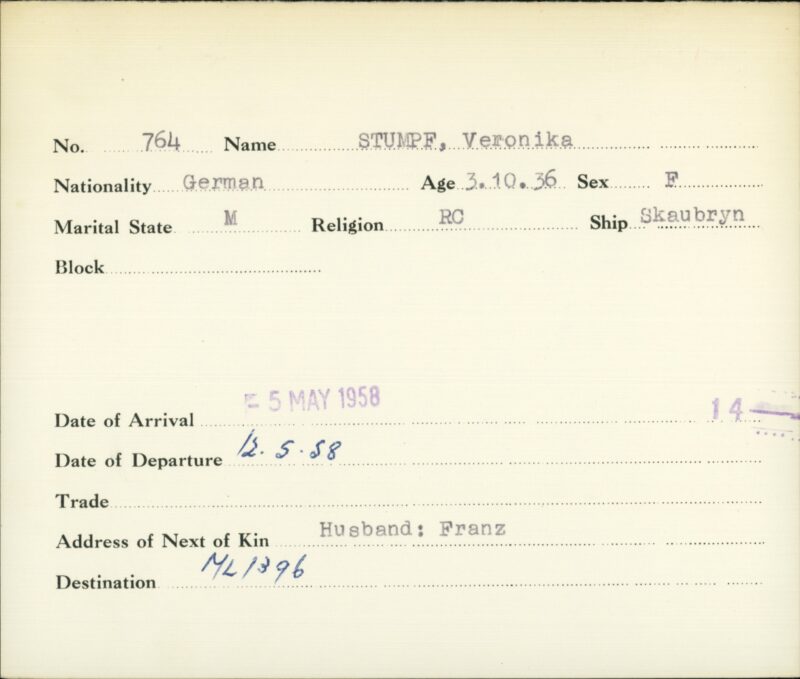 No. 764 Name STUMPF, Veronika
Nationality German Age 3.10.36 Sex F
Marital State M Religion RC Ship Skaubryn
Block
Date of Arrival - 5 MAY 1958 14
Date of Departure 12.5.58
Trade
Address of Next of Kin Husband: Franz
Destination ML1396